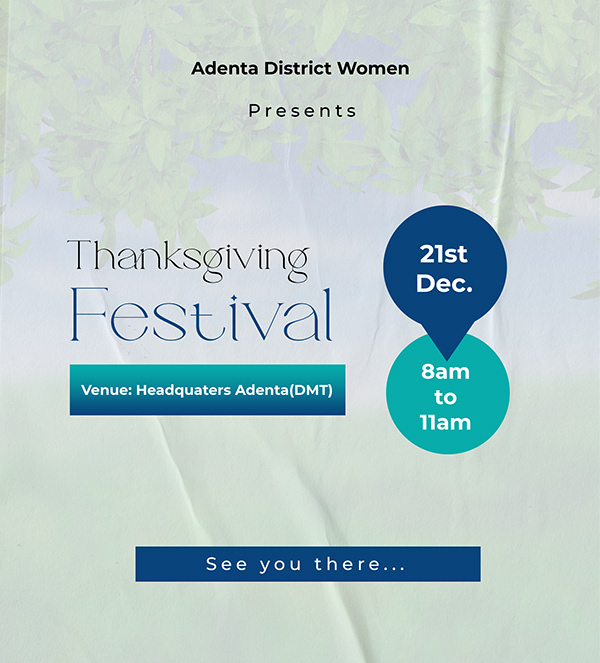 Adenta District Women
Presents
Thanksgiving
Festival
Venue: Headquaters Adenta(DMT)
21st
Dec.
8am
to
11am
See you there...